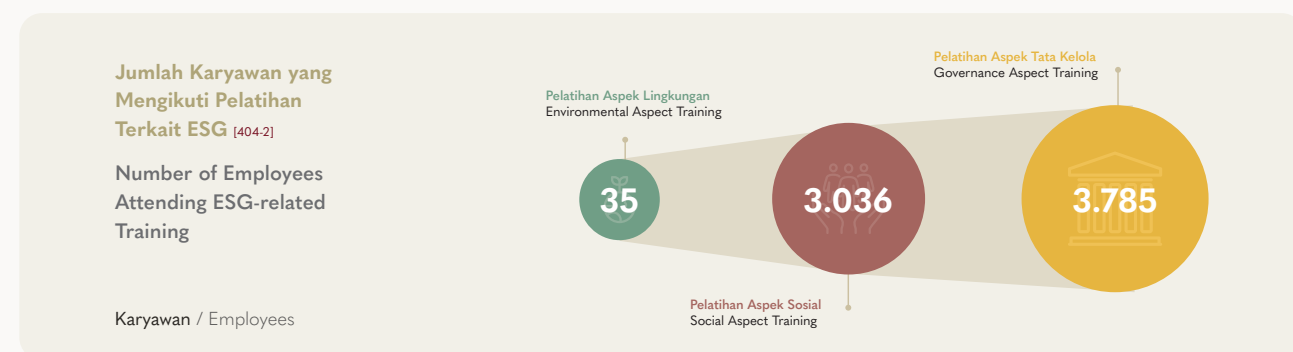 Jumlah Karyawan yang
Mengikuti Pelatihan
Terkait ESG [404-2]
Number of Employees
Attending ESG-related
Training
Karyawan / Employees
Pelatihan Aspek Lingkungan
Environmental Aspect Training
35
Pelatihan Aspek Sosial
Social Aspect Training
3.036
Pelatihan Aspek Tata Kelola
Governance Aspect Training
3.785